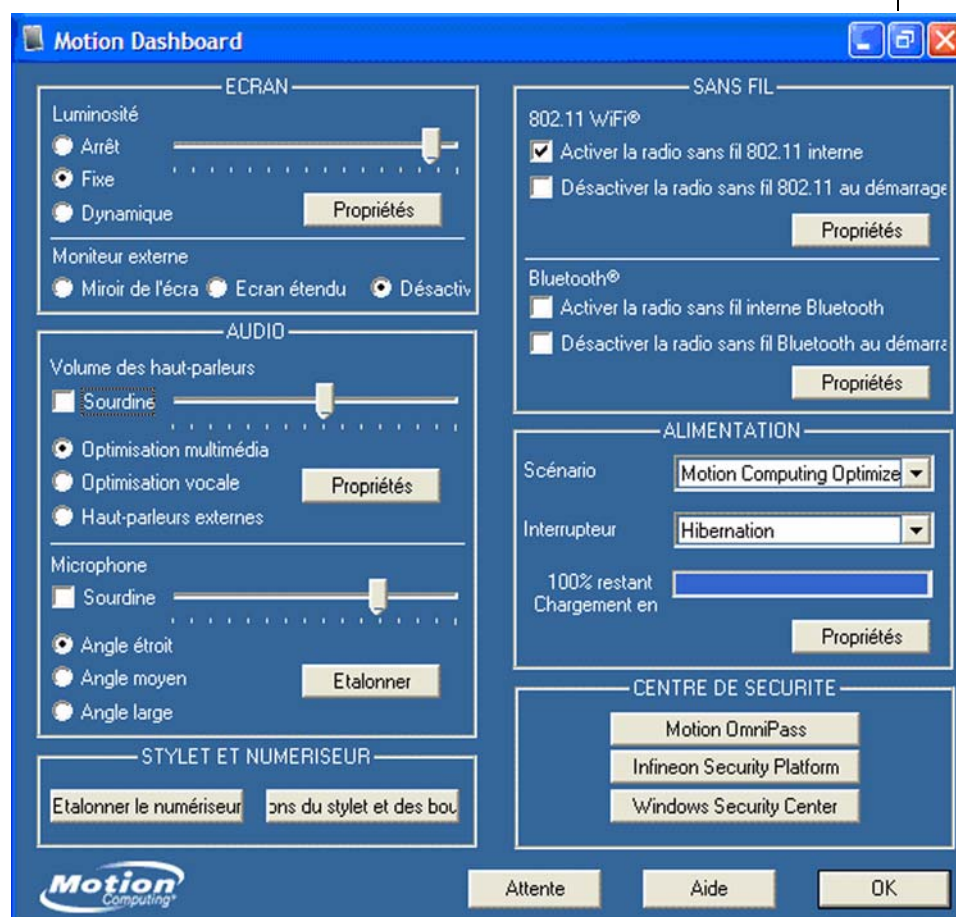 Motion Dashboard
ECRAN
Luminosité
Arrêt
Fixe
Dynamique
Propriétés
Moniteur externe
Miroir de l'écra Ecran étendu Désactiv
AUDIO
Volume des haut-parleurs
Sourdine
Optimisation multimédia
Optimisation vocale
Propriétés
Haut-parleurs externes
Microphone
Sourdine
Angle étroit
Angle moyen
Etalonner
Angle large
STYLET ET NUMERISEUR
Etalonner le numériseur
ons du stylet et des bou
SANS FIL
802.11 WiFi®
Activer la radio sans fil 802.11 interne
Désactiver la radio sans fil 802.11 au démarrage
Propriétés
Bluetooth®
Activer la radio sans fil interne Bluetooth
Désactiver la radio sans fil Bluetooth au démarra
Propriétés
ALIMENTATION
Scénario Motion Computing Optimize
Interrupteur Hibernation
100% restant
Chargement en
Propriétés
CENTRE DE SECURITE
Motion OmniPass
Infineon Security Platform
Windows Security Center
Motion
Computing
Attente Aide OK